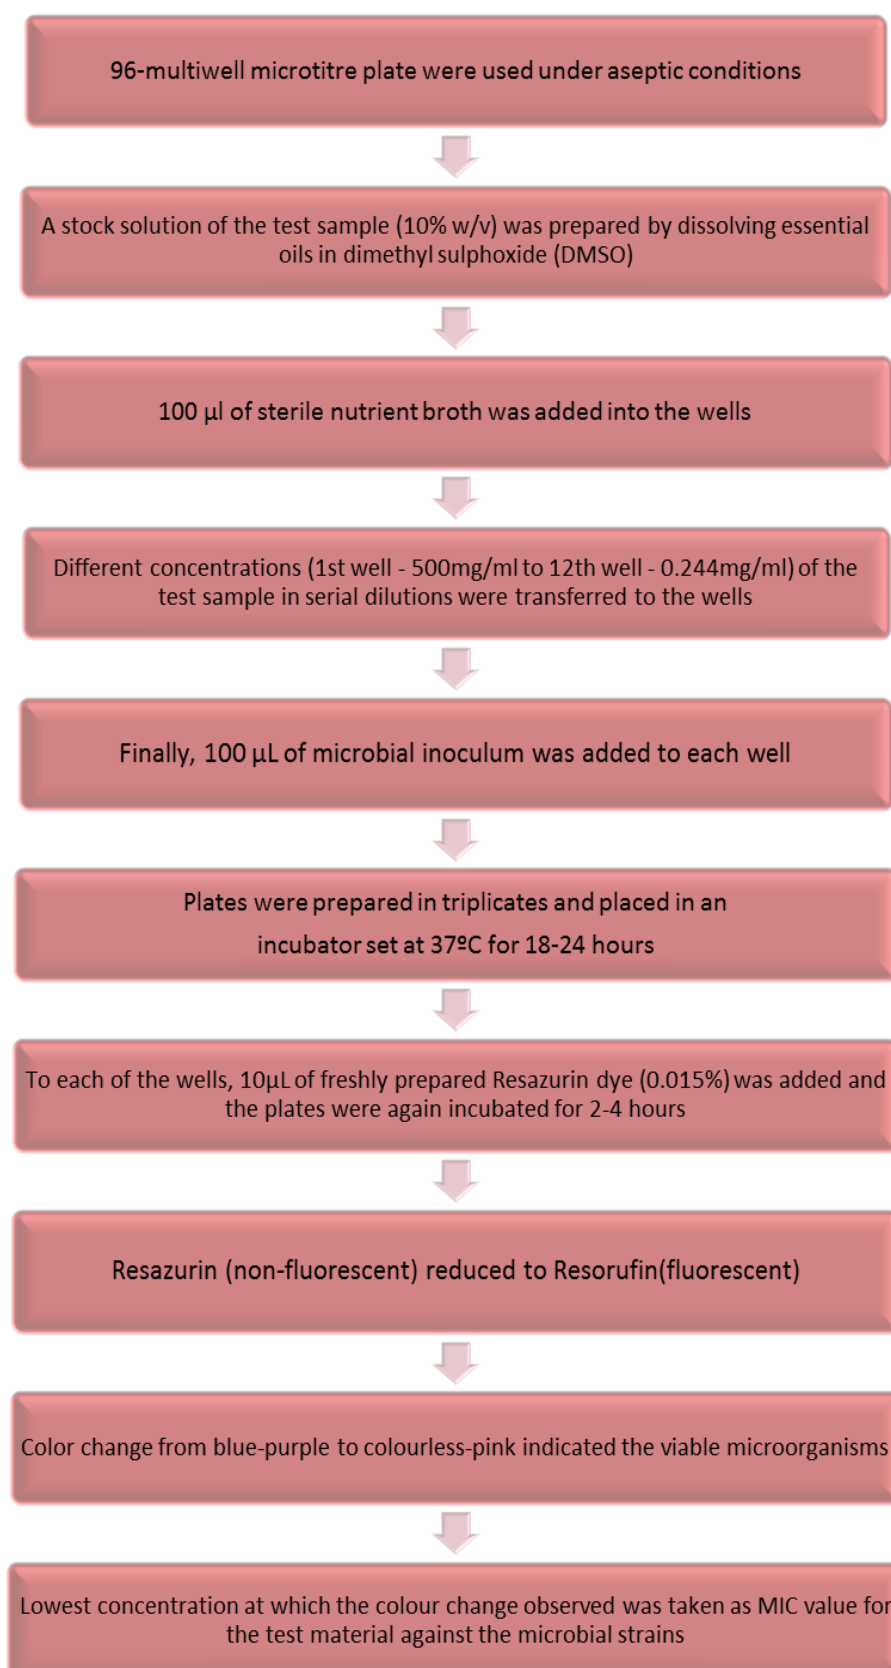 96-multiwell microtitre plate were used under aseptic conditions
A stock solution of the test sample (10% w/v) was prepared by dissolving essential
oils in dimethyl sulphoxide (DMSO)
100 µl of sterile nutrient broth was added into the wells
Different concentrations (1st well - 500mg/ml to 12th well - 0.244mg/ml) of the
test sample in serial dilutions were transferred to the wells
Finally, 100 µL of microbial inoculum was added to each well
Plates were prepared in triplicates and placed in an
incubator set at 37ºC for 18-24 hours
To each of the wells, 10µL of freshly prepared Resazurin dye (0.015%) was added and
the plates were again incubated for 2-4 hours
Resazurin (non-fluorescent) reduced to Resorufin(fluorescent)
Color change from blue-purple to colourless-pink indicated the viable microorganisms
Lowest concentration at which the colour change observed was taken as MIC value for
the test material against the microbial strains